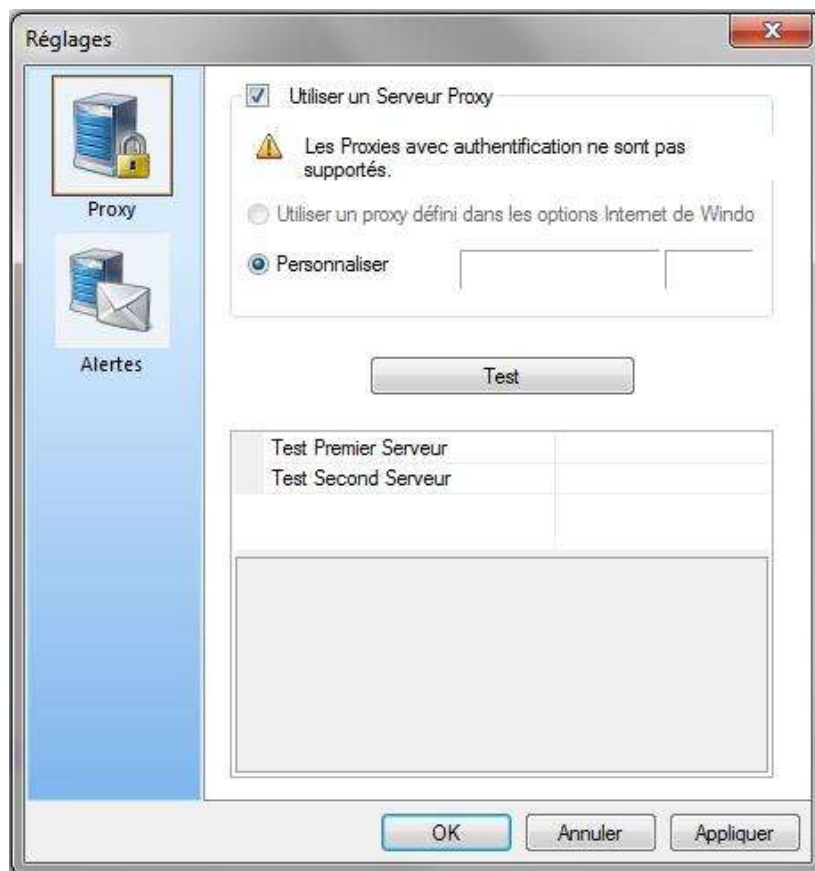 Réglages
Proxy
Alertes
Utiliser un Serveur Proxy
Les Proxies avec authentification ne sont pas
supportés.
Utiliser un proxy défini dans les options Internet de Windo
Personnaliser
Test
Test Premier Serveur
Test Second Serveur
OK
Annuler
Appliquer